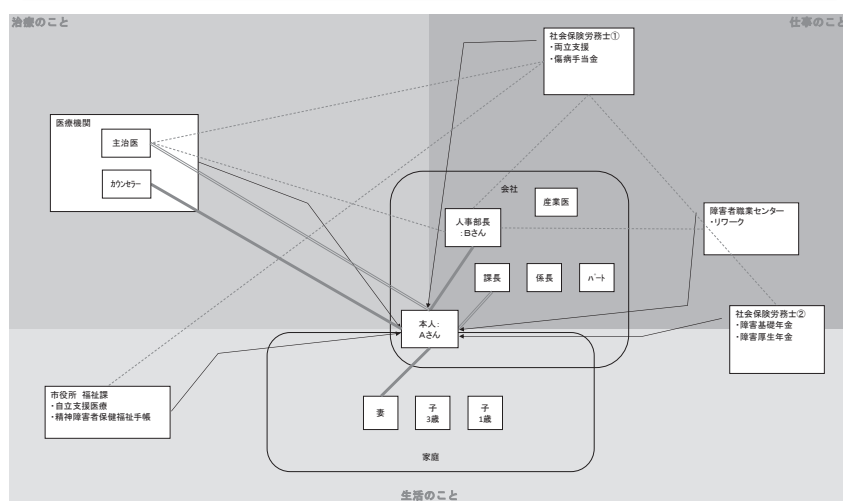 治療のこと
仕事のこと
社会保険労務士①
・両立支援
・傷病手当金
医療機関
主治医
カウンセラー
会社
産業医
人事部長
:Bさん
障害者職業センター
・リワーク
課長
係長
パート
本人:
Aさん
社会保険労務士②
・障害基礎年金
・障害厚生年金
市役所 福祉課
・自立支援医療
・精神障害者保健福祉手帳
妻
子
3歳
子
1歳
家庭
生活のこと